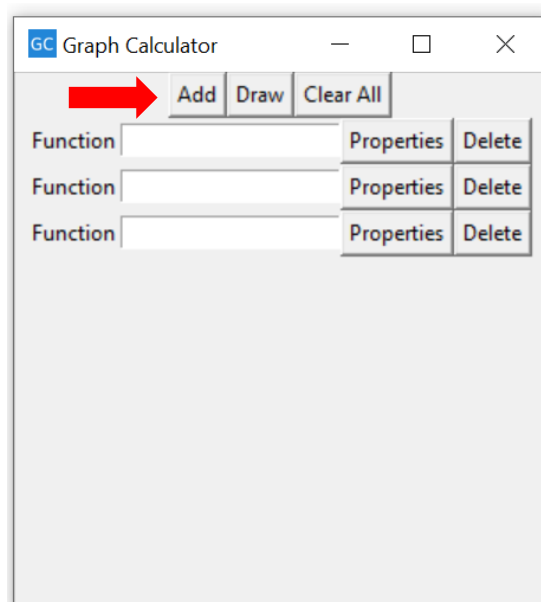 GC Graph Calculator
Add Draw Clear All
Function Properties Delete
Function Properties Delete
Function Properties Delete